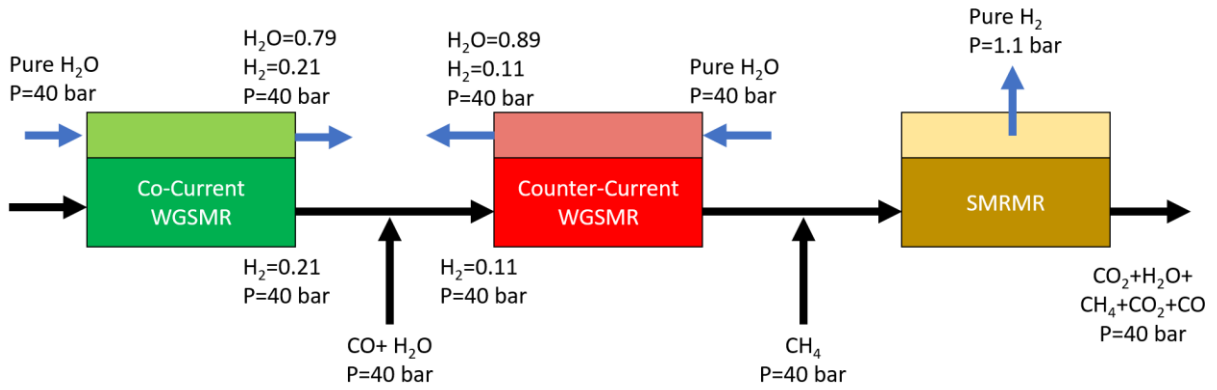 Pure H₂O
P=40 bar
H₂O=0.79
H₂=0.21
P=40 bar
H₂O=0.89
H₂=0.11
P=40 bar
Pure H₂O
P=40 bar
Pure H₂
P=1.1 bar
Co-Current
WGSMR
Counter-Current
WGSMR
SMRMR
H₂=0.21
P=40 bar
H₂=0.11
P=40 bar
CO+ H₂O
P=40 bar
CH₄
P=40 bar
CO₂+H₂O+
CH₄+CO₂+CO
P=40 bar